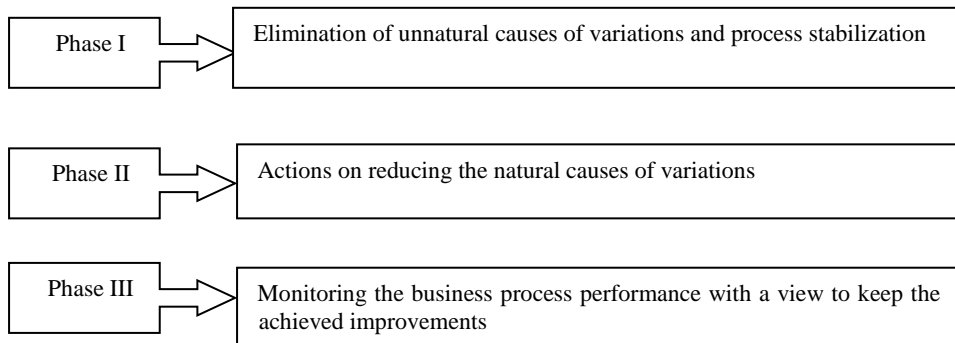 Phase I
Elimination of unnatural causes of variations and process stabilization
Phase II
Actions on reducing the natural causes of variations
Phase III
Monitoring the business process performance with a view to keep the
achieved improvements